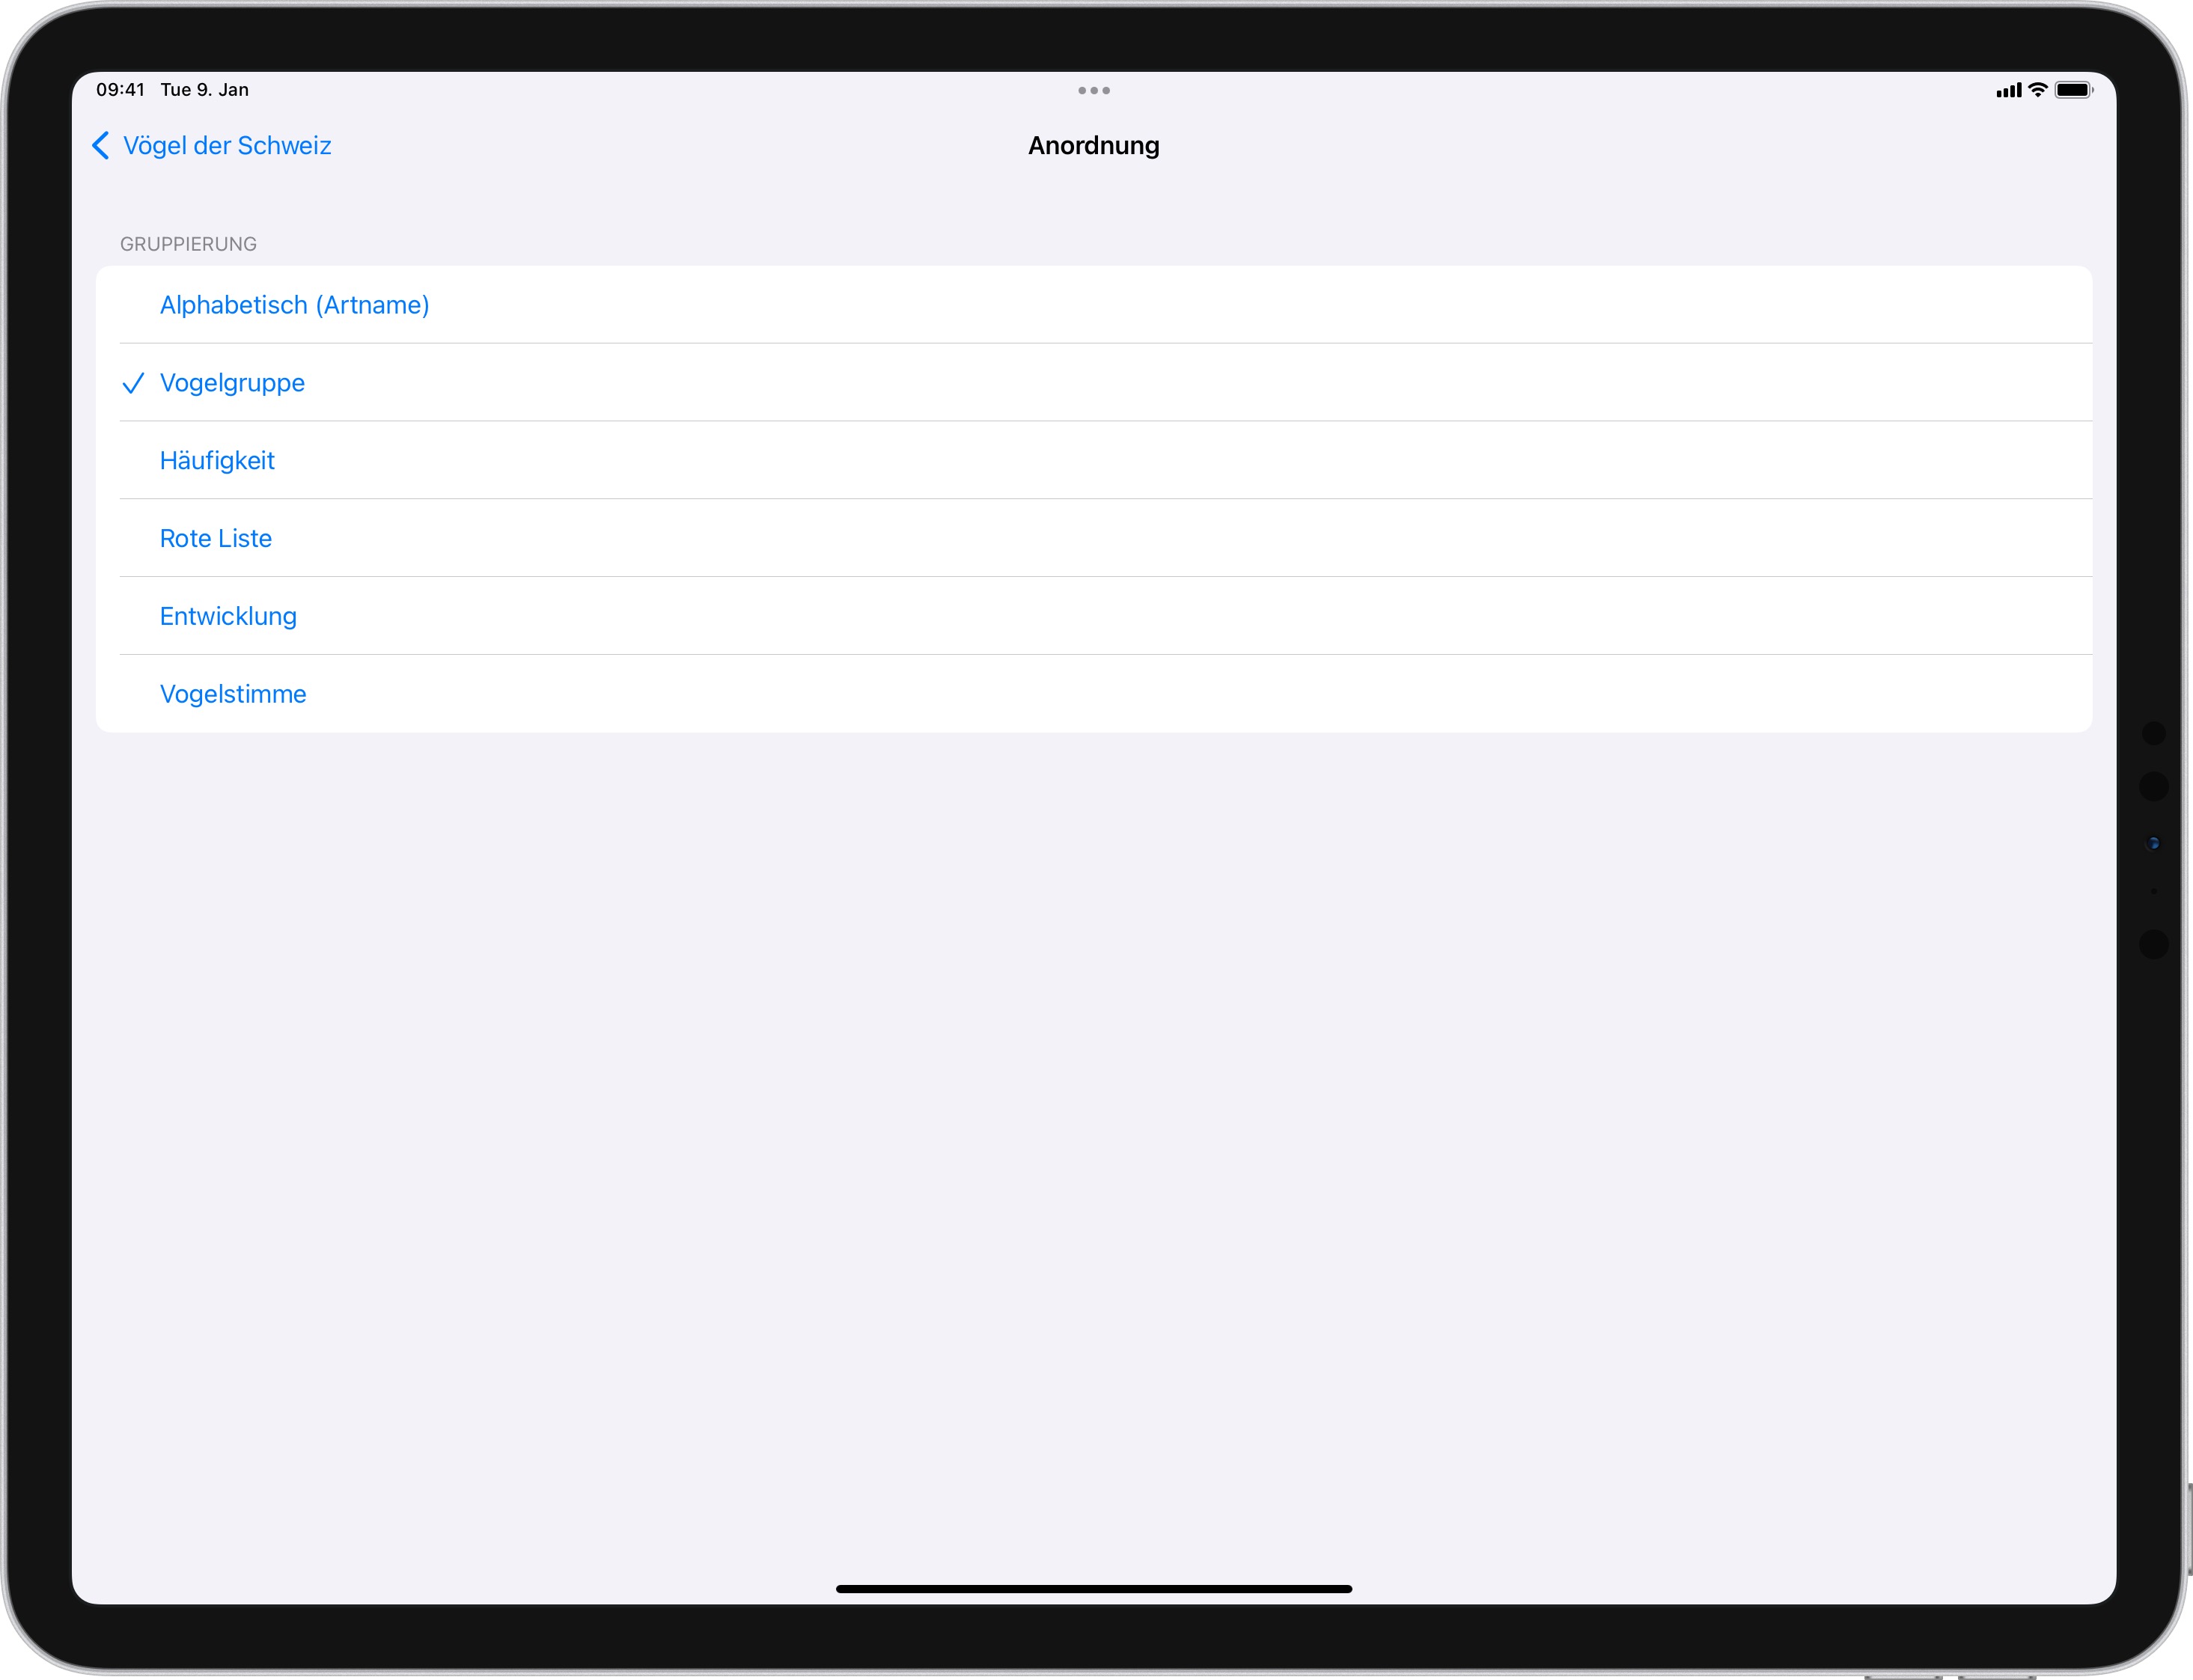 09:41 Tue 9. Jan
Vögel der Schweiz
Anordnung
GRUPPIERUNG
Alphabetisch (Artname)
Vogelgruppe
Häufigkeit
Rote Liste
Entwicklung
Vogelstimme